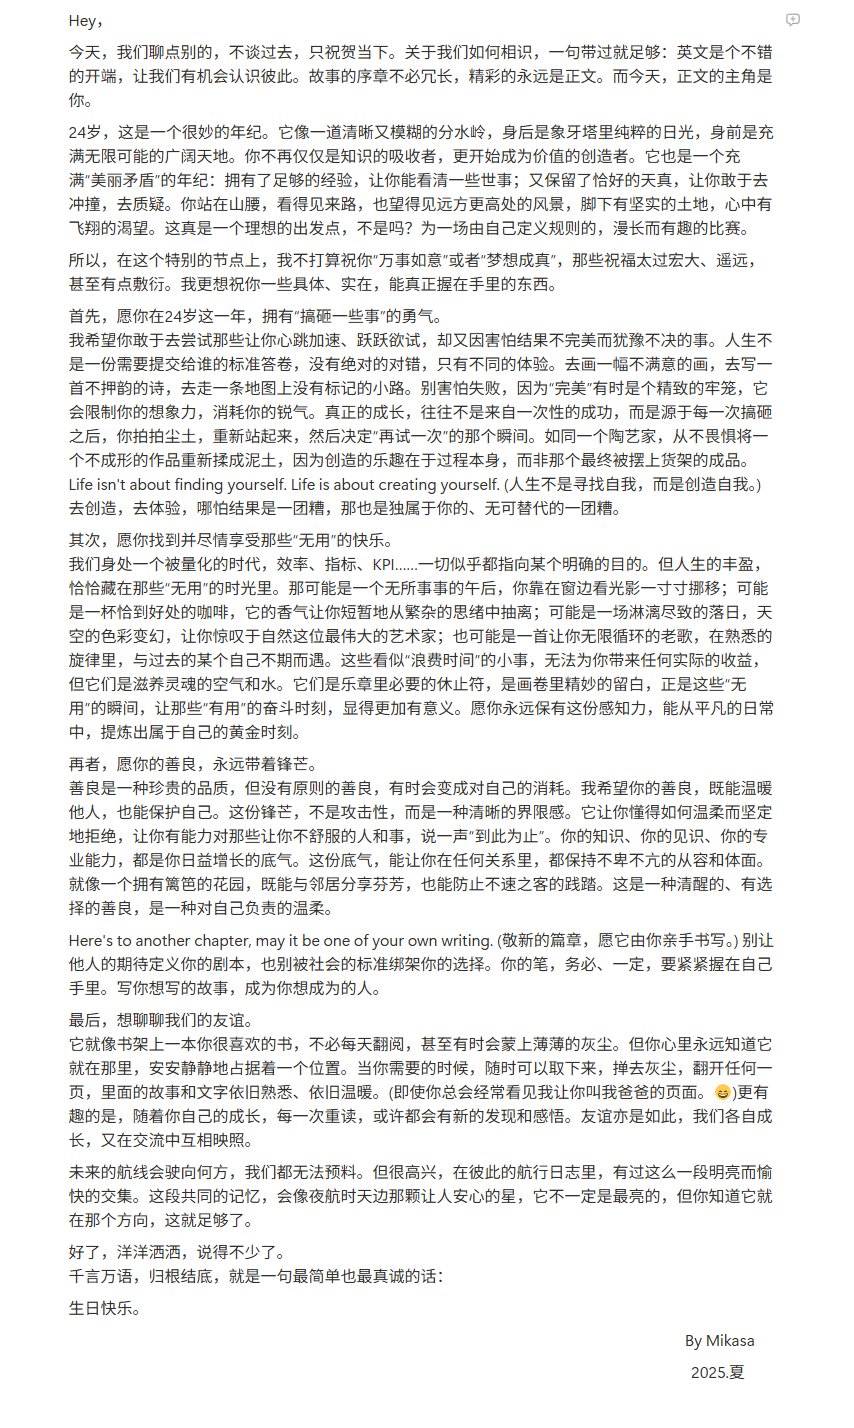 Hey，
今天，我们聊点别的，不谈过去，只祝贺当下。关于我们如何相识，一句带过就足够：英文是个不错
的开端，让我们有机会认识彼此。故事的序章不必冗长，精彩的永远是正文。而今天，正文的主角是
你。
24岁，这是一个很妙的年纪。它像一道清晰又模糊的分水岭，身后是象牙塔里纯粹的日光，身前是充
满无限可能的广阔天地。你不再仅仅是知识的吸收者，更开始成为价值的创造者。它也是一个充
满“美丽矛盾”的年纪：拥有了足够的经验，让你能看清一些世事；又保留了恰好的天真，让你敢于去
冲撞，去质疑。你站在山腰，看得见来路，也望得见远方更高处的风景，脚下有坚实的土地，心中有
飞翔的渴望。这真是一个理想的出发点，不是吗？为一场由自己定义规则的，漫长而有趣的比赛。
所以，在这个特别的节点上，我不打算祝你“万事如意”或者“梦想成真”，那些祝福太过宏大、遥远，
甚至有点敷衍。我更想祝你一些具体、实在，能真正握在手里的东西。
首先，愿你在24岁这一年，拥有“搞砸一些事”的勇气。
我希望你敢于去尝试那些让你心跳加速、跃跃欲试，却又因害怕结果不完美而犹豫不决的事。人生不
是一份需要提交给谁的标准答卷，没有绝对的对错，只有不同的体验。去画一幅不满意的画，去写一
首不押韵的诗，去走一条地图上没有标记的小路。别害怕失败，因为“完美”有时是个精致的牢笼，它
会限制你的想象力，消耗你的锐气。真正的成长，往往不是来自一次性的成功，而是源于每一次搞砸
之后，你拍拍尘土，重新站起来，然后决定“再试一次”的那个瞬间。如同一个陶艺家，从不畏惧将一
个不成形的作品重新揉成泥土，因为创造的乐趣在于过程本身，而非那个最终被摆上货架的成品。
Life isn't about finding yourself. Life is about creating yourself. (人生不是寻找自我，而是创造自我。)
去创造，去体验，哪怕结果是一团糟，那也是独属于你的、无可替代的一团糟。
其次，愿你找到并尽情享受那些“无用”的快乐。
我们身处一个被量化的时代，效率、指标、KPI……一切似乎都指向某个明确的目的。但人生的丰盈，
恰恰藏在那些“无用”的时光里。那可能是一个无所事事的午后，你靠在窗边看光影一寸寸挪移；可能
是一杯恰到好处的咖啡，它的香气让你短暂地从繁杂的思绪中抽离；可能是一场淋漓尽致的落日，天
空的色彩变幻，让你惊叹于自然这位最伟大的艺术家；也可能是一首让你无限循环的老歌，在熟悉的
旋律里，与过去的某个自己不期而遇。这些看似“浪费时间”的小事，无法为你带来任何实际的收益，
但它们是滋养灵魂的空气和水。它们是乐章里必要的休止符，是画卷里精妙的留白，正是这些“无
用”的瞬间，让那些“有用”的奋斗时刻，显得更加有意义。愿你永远保有这份感知力，能从平凡的日常
中，提炼出属于自己的黄金时刻。
再者，愿你的善良，永远带着锋芒。
善良是一种珍贵的品质，但没有原则的善良，有时会变成对自己的消耗。我希望你的善良，既能温暖
他人，也能保护自己。这份锋芒，不是攻击性，而是一种清晰的界限感。它让你懂得如何温柔而坚定
地拒绝，让你有能力对那些让你不舒服的人和事，说一声“到此为止”。你的知识、你的见识、你的专
业能力，都是你日益增长的底气。这份底气，能让你在任何关系里，都保持不卑不亢的从容和体面。
就像一个拥有篱笆的花园，既能与邻居分享芬芳，也能防止不速之客的践踏。这是一种清醒的、有选
择的善良，是一种对自己负责的温柔。
Here's to another chapter, may it be one of your own writing. (敬新的篇章，愿它由你亲手书写。) 别让
他人的期待定义你的剧本，也别被社会的标准绑架你的选择。你的笔，务必、一定，要紧紧握在自己
手里。写你想写的故事，成为你想成为的人。
最后，想聊聊我们的友谊。
它就像书架上一本你很喜欢的书，不必每天翻阅，甚至有时会蒙上薄薄的灰尘。但你心里永远知道它
就在那里，安安静静地占据着一个位置。当你需要的时候，随时可以取下来，掸去灰尘，翻开任何一
页，里面的故事和文字依旧熟悉、依旧温暖。(即使你总会经常看见我让你叫我爸爸的页面。😄)更有
趣的是，随着你自己的成长，每一次重读，或许都会有新的发现和感悟。友谊亦是如此，我们各自成
长，又在交流中互相映照。
未来的航线会驶向何方，我们都无法预料。但很高兴，在彼此的航行日志里，有过这么一段明亮而愉
快的交集。这段共同的记忆，会像夜航时天边那颗让人安心的星，它不一定是最亮的，但你知道它就
在那个方向，这就足够了。
好了，洋洋洒洒，说得不少了。
千言万语，归根结底，就是一句最简单也最真诚的话：
生日快乐。
By Mikasa
2025.夏